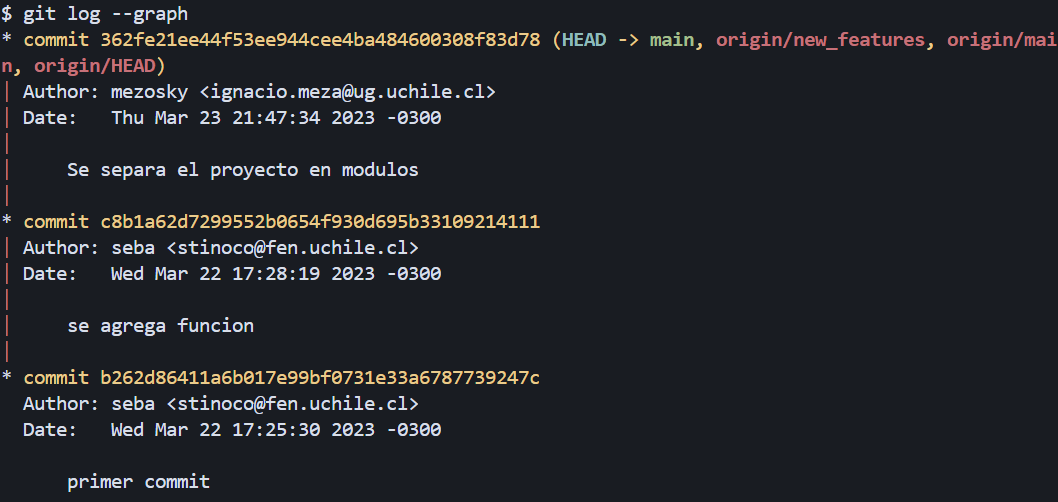 $ git log --graph
* commit 362fe21ee44f53ee944cee4ba484600308f83d78 (HEAD -> main, origin/new_features, origin/mai
n, origin/HEAD)
| Author: mezosky <ignacio.meza@ug.uchile.cl>
| Date:   Thu Mar 23 21:47:34 2023 -0300
|
|     Se separa el proyecto en modulos
|
* commit c8b1a62d7299552b0654f930d695b33109214111
| Author: seba <stinoco@fen.uchile.cl>
| Date:   Wed Mar 22 17:28:19 2023 -0300
|
|     se agrega funcion
|
* commit b262d86411a6b017e99bf0731e33a6787739247c
  Author: seba <stinoco@fen.uchile.cl>
  Date:   Wed Mar 22 17:25:30 2023 -0300

      primer commit